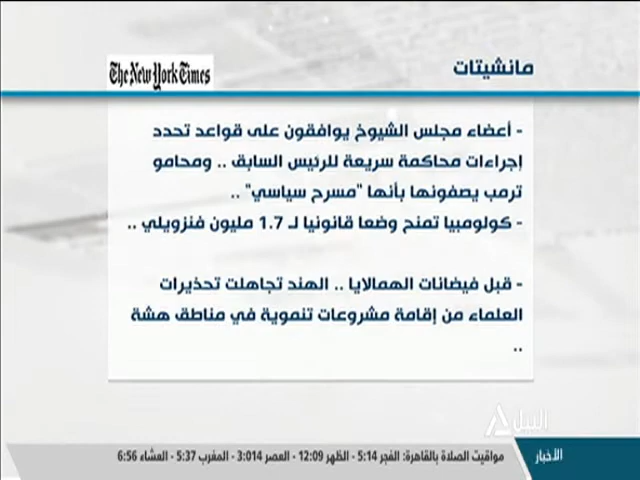 مانشيتات
The New York Times
- أعضاء مجلس الشيوخ يوافقون على قواعد تحدد
إجراءات محاكمة سريعة للرئيس السابق .. ومحامو
ترمب يصفونها بأنها "مسرح سياسي" ..
- كولومبيا تمنح وضعا قانونيا لـ 1.7 مليون فنزويلي ..
- قبل فيضانات الهمالايا .. الهند تجاهلت تحذيرات
العلماء من إقامة مشروعات تنموية في مناطق هشة
..
النيل
الأخبار
مواقيت الصلاة بالقاهرة: الفجر 5:14 - الظهر 12:09 - العصر 3:014 - المغرب 5:37 - العشاء 6:56